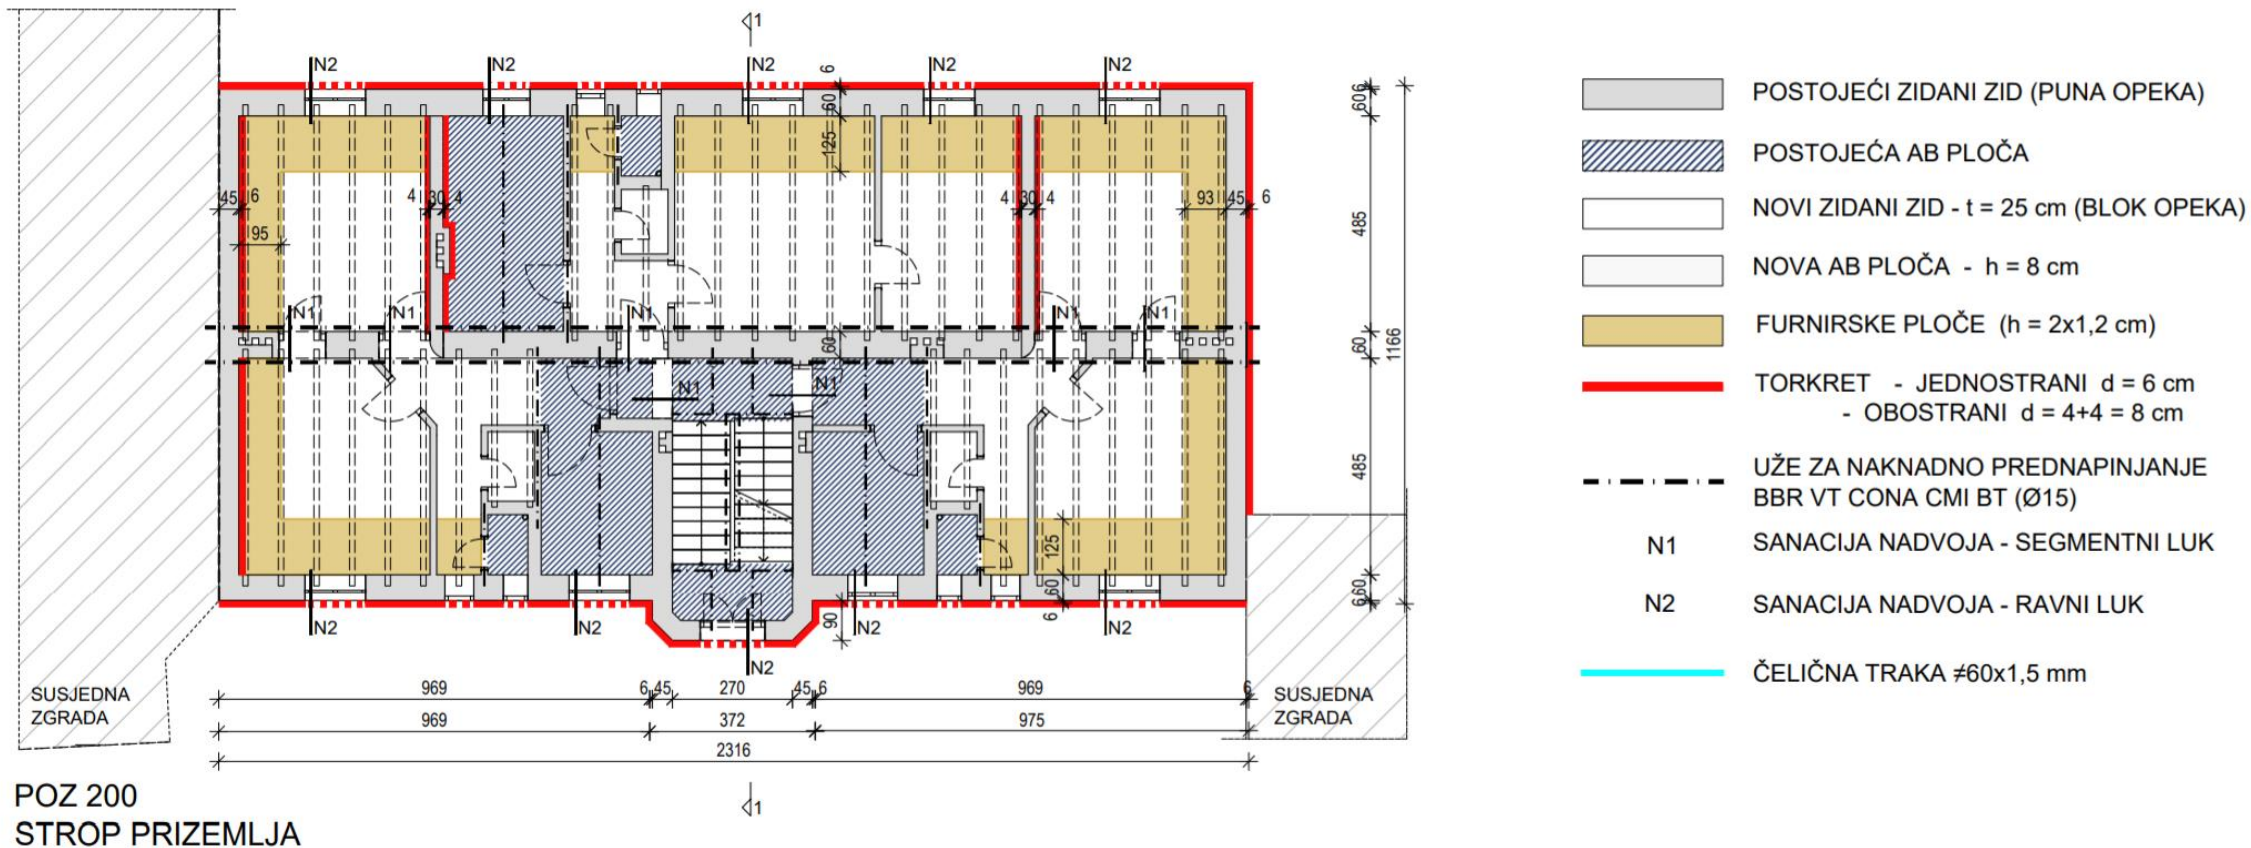 1
N2 N2 N2 N2 N2
6
60
125
606
485
60
1166
485
660
45 6 4 30 4 4 30 4 93 45 6
95
N1 N1 N1 N1 N1
60
N1 N1
125
60
6
90
N2 N2 N2 N2
N2
969 6 45 270 45 6 969 6
969 372 975
2316
SUSJEDNA
ZGRADA
SUSJEDNA
ZGRADA
1
POZ 200
STROP PRIZEMLJA
POSTOJEĆI ZIDANI ZID (PUNA OPEKA)
POSTOJEĆA AB PLOČA
NOVI ZIDANI ZID - t = 25 cm (BLOK OPEKA)
NOVA AB PLOČA - h = 8 cm
FURNIRSKE PLOČE (h = 2x1,2 cm)
TORKRET - JEDNOSTRANI d = 6 cm
- OBOSTRANI d = 4+4 = 8 cm
UŽE ZA NAKNADNO PREDNAPINJANJE
BBR VT CONA CMI BT (Ø15)
N1 SANACIJA NADVOJA - SEGMENTNI LUK
N2 SANACIJA NADVOJA - RAVNI LUK
ČELIČNA TRAKA ≠60x1,5 mm